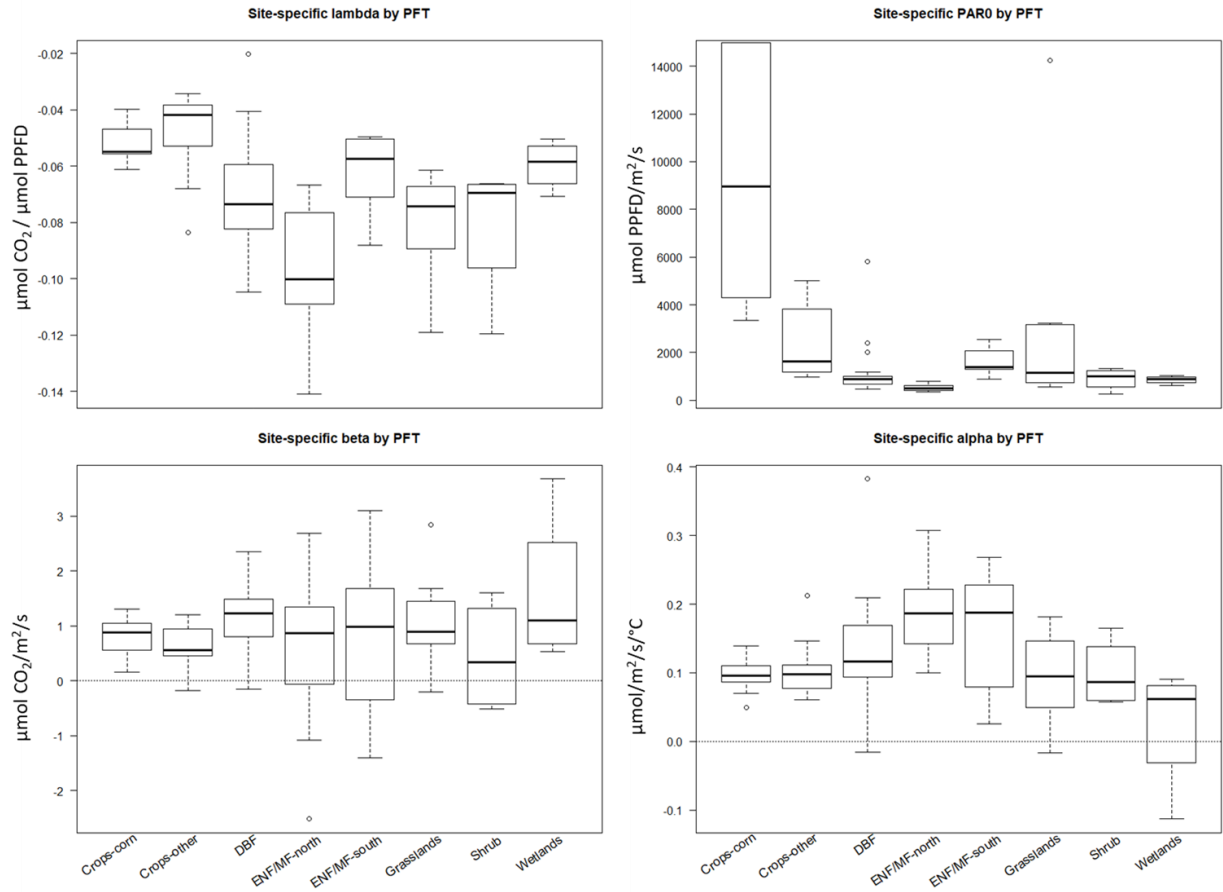 Site-specific lambda by PFT
μmol CO2 / μmol PPFD
-0.02
-0.04
-0.06
-0.08
-0.10
-0.12
-0.14
Site-specific PAR0 by PFT
μmol PPFD/m2/s
14000
12000
10000
8000
6000
4000
2000
0
Site-specific beta by PFT
μmol CO2/m2/s
3
2
1
0
-1
-2
Crops-corn
Crops-other
DBF
ENF/MF-north
ENF/MF-south
Grasslands
Shrub
Wetlands
Site-specific alpha by PFT
μmol/m2/s/°C
0.4
0.3
0.2
0.1
0.0
-0.1
Crops-corn
Crops-other
DBF
ENF/MF-north
ENF/MF-south
Grasslands
Shrub
Wetlands